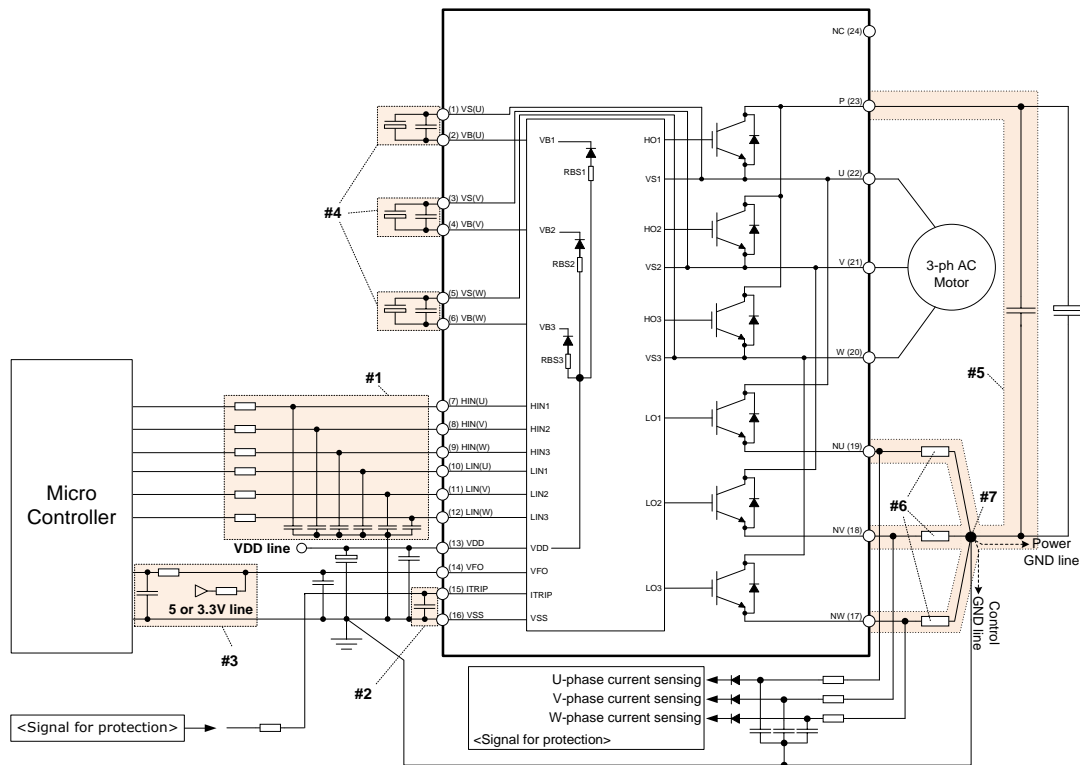 NC (24)
P (23)
(1) VS(U)
(2) VB(U)
VB1
RBS1
HO1
VS1
U (22)
(3) VS(V)
(4) VB(V)
#4
VB2
RBS2
HO2
VS2
V (21)
3-ph AC
Motor
(5) VS(W)
(6) VB(W)
VB3
RBS3
HO3
VS3
W (20)
#5
#1
Micro
Controller
(7) HIN(U)
(8) HIN(V)
(9) HIN(W)
(10) LIN(U)
(11) LIN(V)
(12) LIN(W)
HIN1
HIN2
HIN3
LIN1
LIN2
LIN3
LO1
NU (19)
LO2
NV (18)
#6
#7
Power
GND line
Control
GND line
VDD line
(13) VDD
VDD
(14) VFO
VFO
(15) ITRIP
ITRIP
(16) VSS
VSS
LO3
NW (17)
5 or 3.3V line
#3
#2
<Signal for protection>
U-phase current sensing
V-phase current sensing
W-phase current sensing
<Signal for protection>